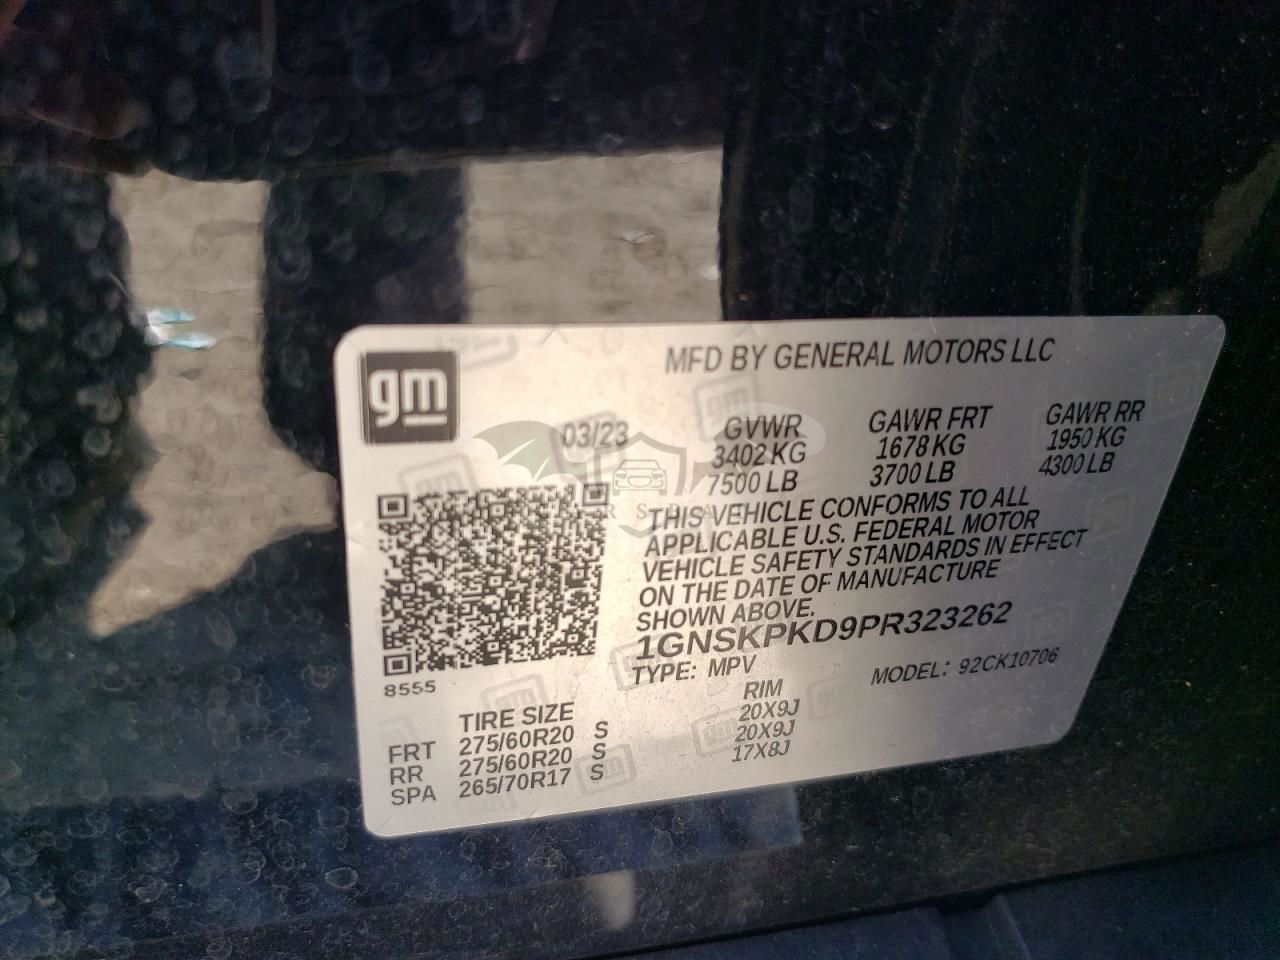 gm
MFD BY GENERAL MOTORS LLC
03/23
GVWR GAWR FRT GAWR RR
3402 KG 1678 KG 1950 KG
7500 LB 3700 LB 4300 LB
THIS VEHICLE CONFORMS TO ALL
APPLICABLE U.S. FEDERAL MOTOR
VEHICLE SAFETY STANDARDS IN EFFECT
ON THE DATE OF MANUFACTURE
SHOWN ABOVE.
1GNSKPKD9PR323262
TYPE: MPV MODEL: 92CK10706
8555
TIRE SIZE RIM
FRT 275/60R20 S 20X9J
RR 275/60R20 S 20X9J
SPA 265/70R17 S 17X8J